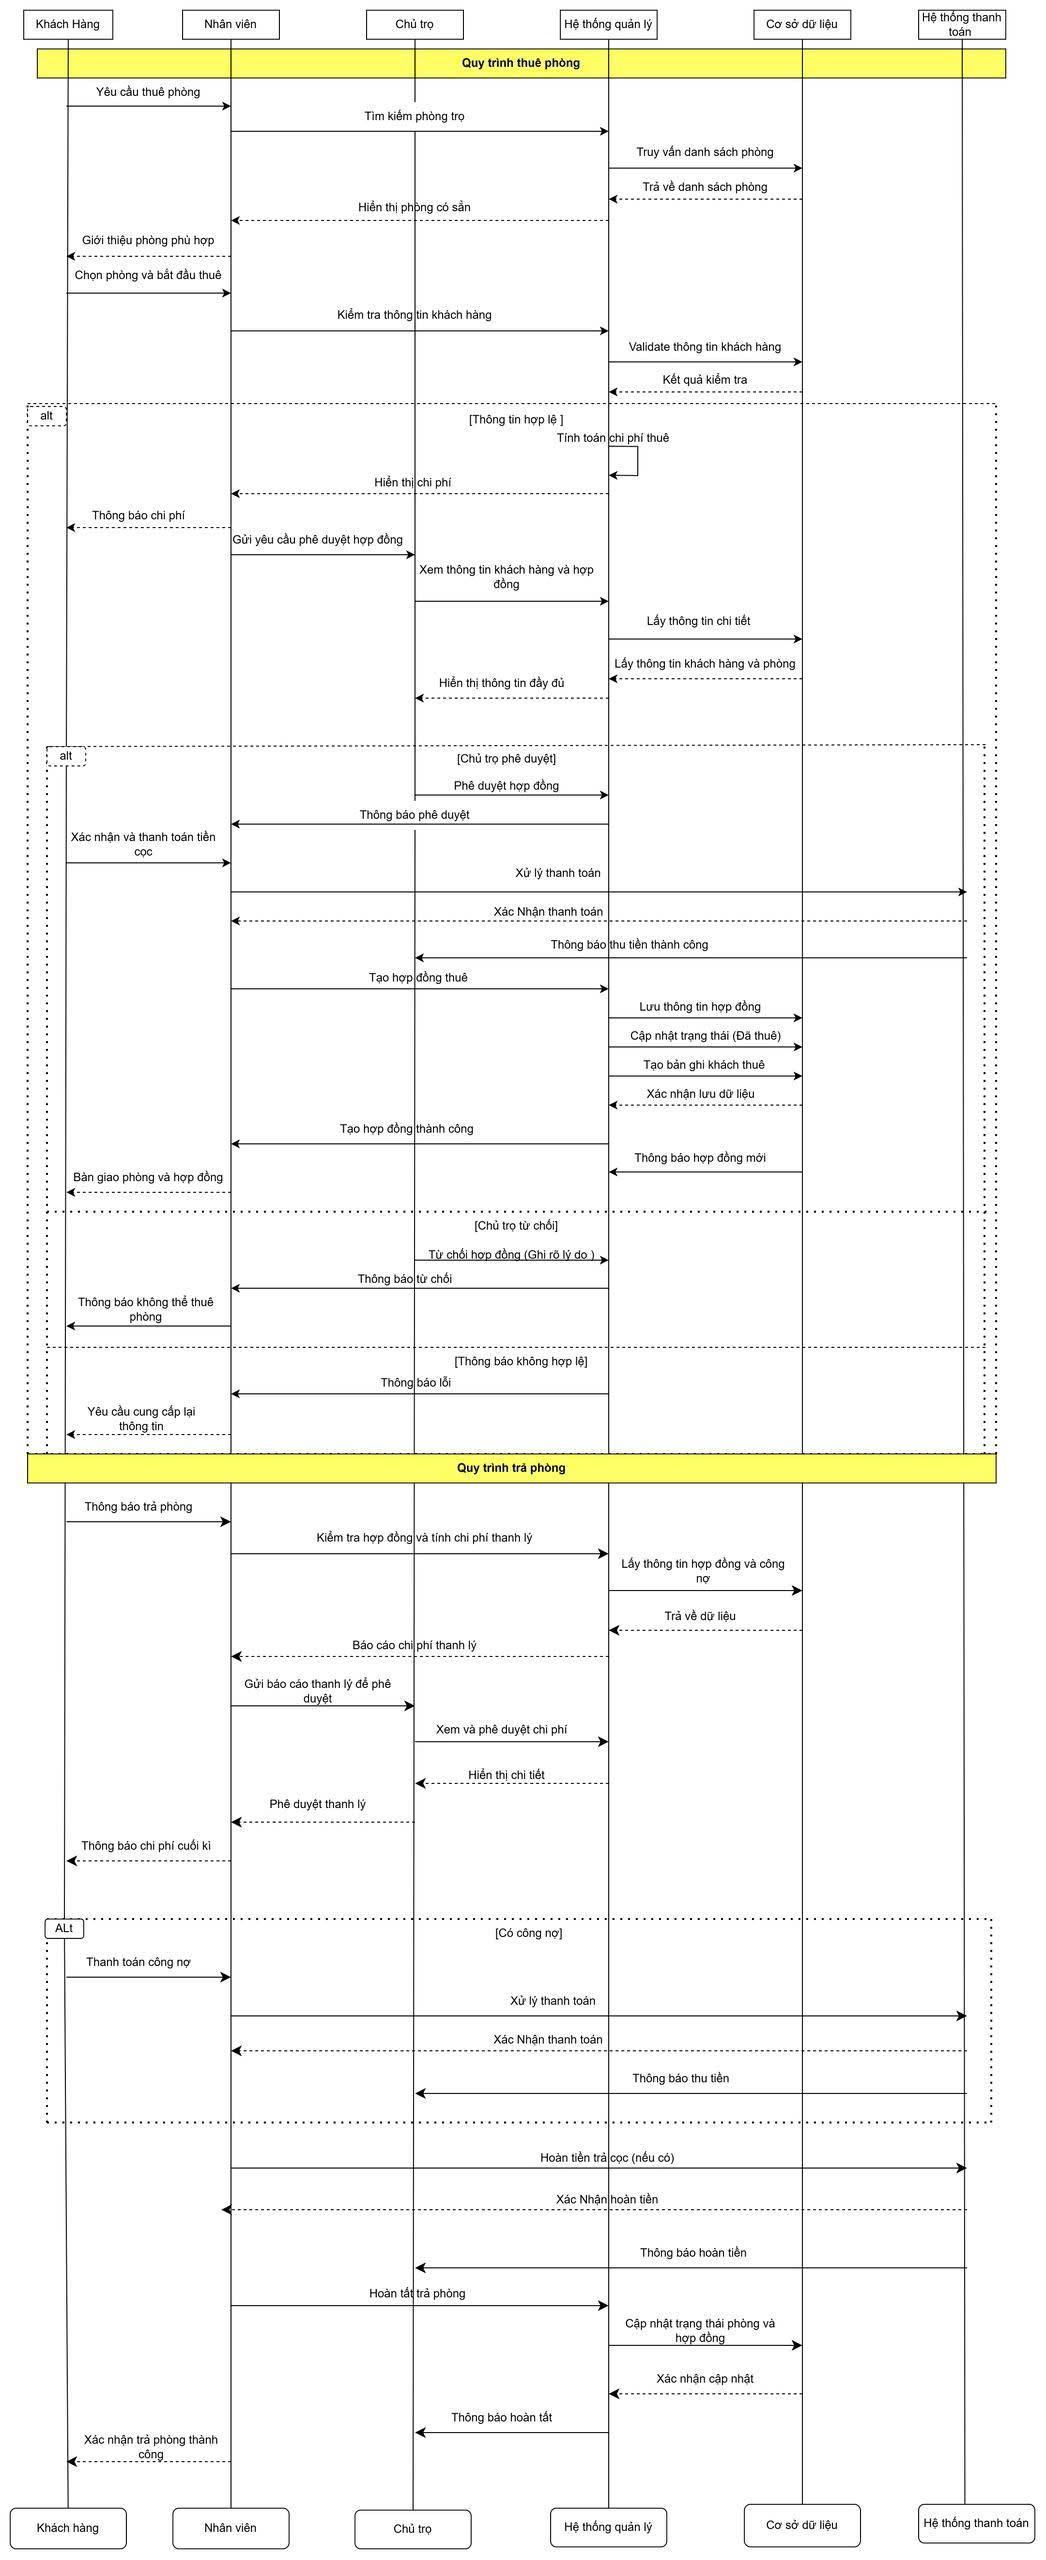 Khách Hàng
Nhân viên
Chủ trọ
Hệ thống quản lý
Cơ sở dữ liệu
Hệ thống thanh
toán
Quy trình thuê phòng
Yêu cầu thuê phòng
Tìm kiếm phòng trọ
Truy vấn danh sách phòng
Trả về danh sách phòng
Hiển thị phòng có sẵn
Giới thiệu phòng phù hợp
Chọn phòng và bắt đầu thuê
Kiểm tra thông tin khách hàng
Validate thông tin khách hàng
Kết quả kiểm tra
alt
[Thông tin hợp lệ ]
Tính toán chi phí thuê
Hiển thị chi phí
Thông báo chi phí
Gửi yêu cầu phê duyệt hợp đồng
Xem thông tin khách hàng và hợp
đồng
Lấy thông tin chi tiết
Lấy thông tin khách hàng và phòng
Hiển thị thông tin đầy đủ
alt
[Chủ trọ phê duyệt]
Phê duyệt hợp đồng
Thông báo phê duyệt
Xác nhận và thanh toán tiền
cọc
Xử lý thanh toán
Xác Nhận thanh toán
Thông báo thu tiền thành công
Tạo hợp đồng thuê
Lưu thông tin hợp đồng
Cập nhật trạng thái (Đã thuê)
Tạo bản ghi khách thuê
Xác nhận lưu dữ liệu
Tạo hợp đồng thành công
Thông báo hợp đồng mới
Bàn giao phòng và hợp đồng
[Chủ trọ từ chối]
Từ chối hợp đồng (Ghi rõ lý do )
Thông báo từ chối
Thông báo không thể thuê
phòng
[Thông báo không hợp lệ]
Thông báo lỗi
Yêu cầu cung cấp lại
thông tin
Quy trình trả phòng
Thông báo trả phòng
Kiểm tra hợp đồng và tính chi phí thanh lý
Lấy thông tin hợp đồng và công
nợ
Trả về dữ liệu
Báo cáo chi phí thanh lý
Gửi báo cáo thanh lý để phê
duyệt
Xem và phê duyệt chi phí
Hiển thị chi tiết
Phê duyệt thanh lý
Thông báo chi phí cuối kì
ALt
[Có công nợ]
Thanh toán công nợ
Xử lý thanh toán
Xác Nhận thanh toán
Thông báo thu tiền
Hoàn tiền trả cọc (nếu có)
Xác Nhận hoàn tiền
Thông báo hoàn tiền
Hoàn tất trả phòng
Cập nhật trạng thái phòng và
hợp đồng
Xác nhận cập nhật
Thông báo hoàn tất
Xác nhận trả phòng thành
công
Khách hàng
Nhân viên
Chủ trọ
Hệ thống quản lý
Cơ sở dữ liệu
Hệ thống thanh toán